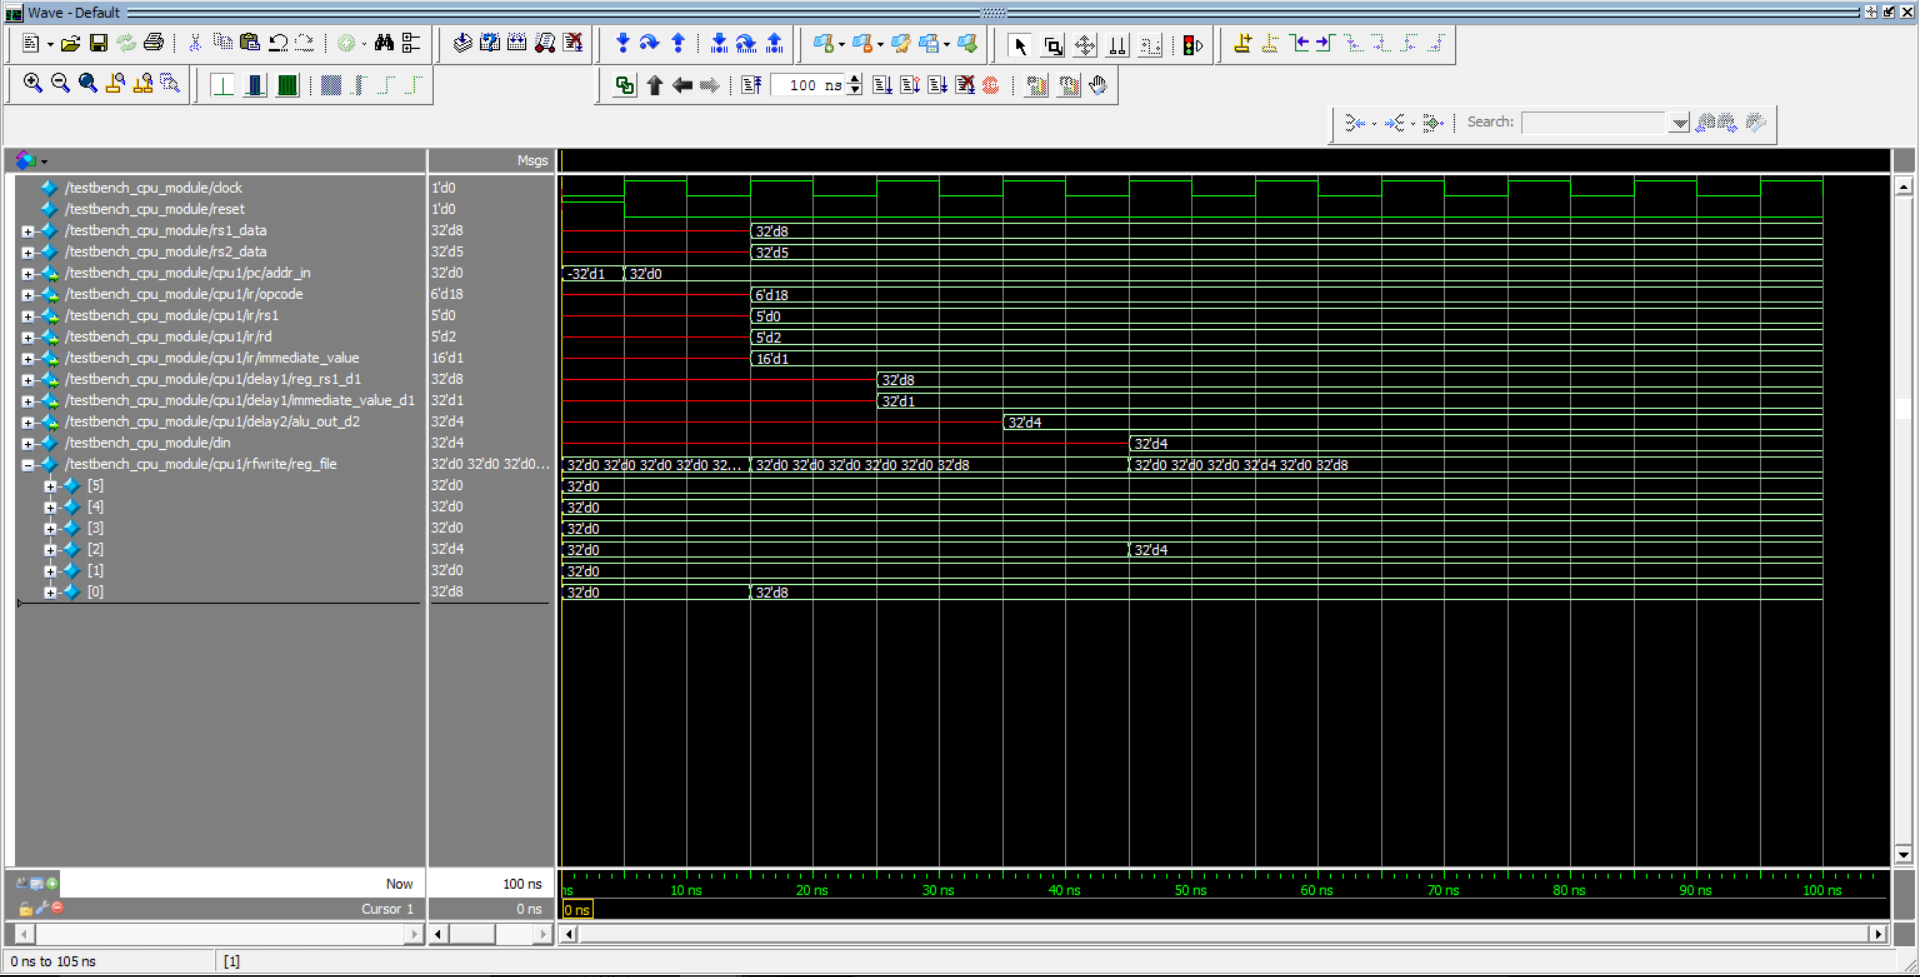 Wave - Default
100 ns
Search:
Msgs
/testbench_cpu_module/clock 1'd0
/testbench_cpu_module/reset 1'd0
/testbench_cpu_module/rs1_data 32'd8 32'd8
/testbench_cpu_module/rs2_data 32'd5 32'd5
/testbench_cpu_module/cpu1/pc/addr_in 32'd0 -32'd1 32'd0
/testbench_cpu_module/cpu1/ir/opcode 6'd18 6'd18
/testbench_cpu_module/cpu1/ir/rs1 5'd0 5'd0
/testbench_cpu_module/cpu1/ir/rd 5'd2 5'd2
/testbench_cpu_module/cpu1/ir/immediate_value 16'd1 16'd1
/testbench_cpu_module/cpu1/delay1/reg_rs1_d1 32'd8 32'd8
/testbench_cpu_module/cpu1/delay1/immediate_value_d1 32'd1 32'd1
/testbench_cpu_module/cpu1/delay2/alu_out_d2 32'd4 32'd4
/testbench_cpu_module/din 32'd4 32'd4
/testbench_cpu_module/cpu1/rfwrite/reg_file 32'd0 32'd0 32'd0... 32'd0 32'd0 32'd0 32'd0 32... 32'd0 32'd0 32'd0 32'd0 32'd0 32'd8 32'd0 32'd0 32'd0 32'd4 32'd0 32'd8
[5] 32'd0 32'd0
[4] 32'd0 32'd0
[3] 32'd0 32'd0
[2] 32'd4 32'd0 32'd4
[1] 32'd0 32'd0
[0] 32'd8 32'd0 32'd8
Now 100 ns ns 10 ns 20 ns 30 ns 40 ns 50 ns 60 ns 70 ns 80 ns 90 ns 100 ns
Cursor 1 0 ns 0 ns
0 ns to 105 ns [1]